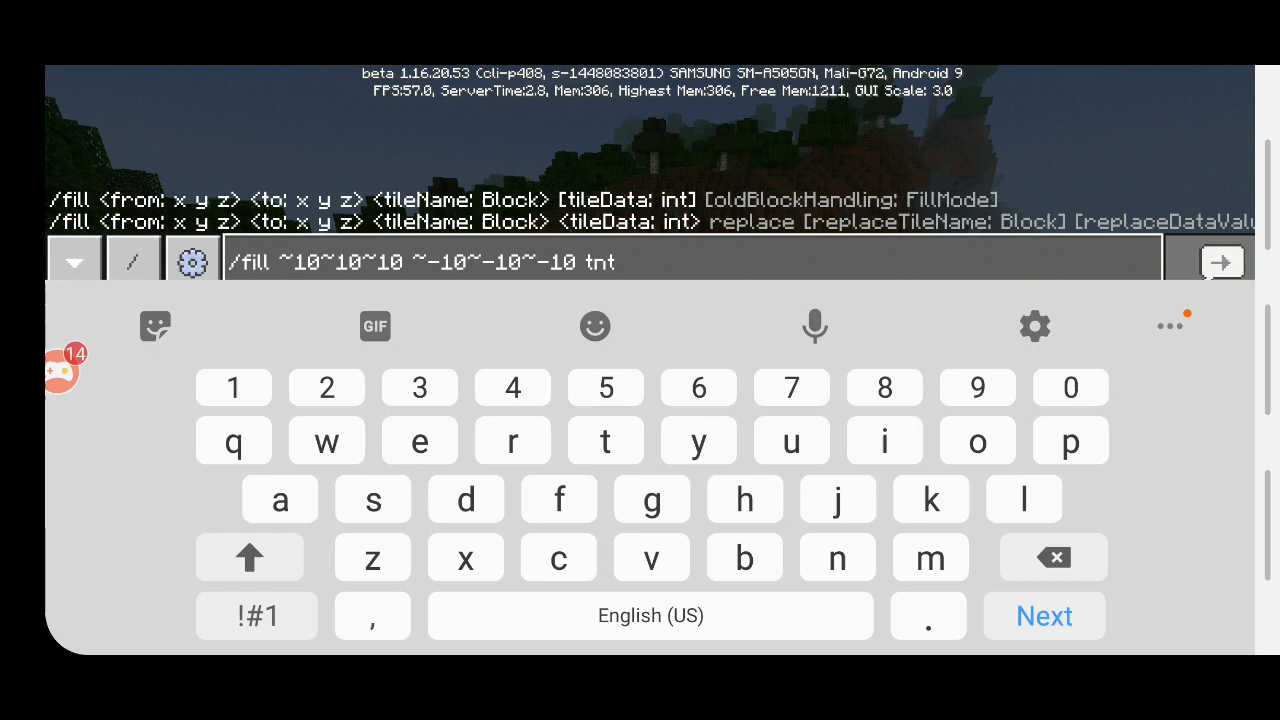 beta 1.16.20.53 (cli-p408, s-1448083801) SAMSUNG SM-A505GN, Mali-G72, Android 9
FPS:57.0, ServerTime:2.8, Mem:306, Highest Mem:306, Free Mem:1211, GUI Scale: 3.0
/fill <from: x y z> <to: x y z> <tileName: Block> [tileData: int] [oldBlockHandling: FillMode]
/fill <from: x y z> <to: x y z> <tileName: Block> <tileData: int> replace [replaceTileName: Block] [replaceDataValu
/ /fill ~10~10~10 ~-10~-10~-10 tnt
GIF
14
1 2 3 4 5 6 7 8 9 0
q w e r t y u i o p
a s d f g h j k l
z x c v b n m
!#1 , English (US) . Next